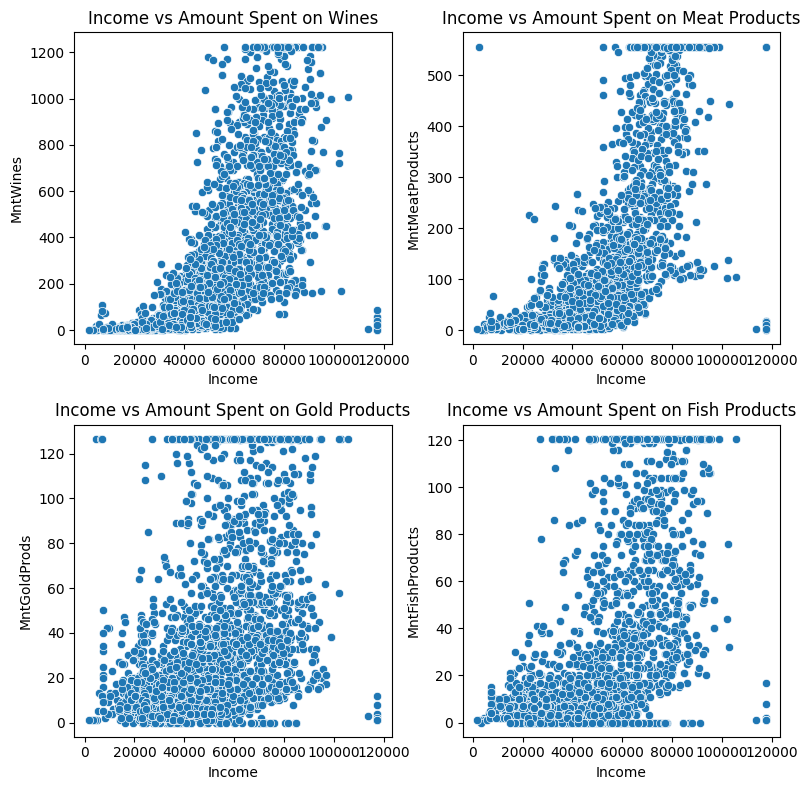 Income vs Amount Spent on Wines
MntWines
1200
1000
800
600
400
200
0
0 20000 40000 60000 80000 100000 120000
Income
Income vs Amount Spent on Meat Products
MntMeatProducts
500
400
300
200
100
0
0 20000 40000 60000 80000 100000 120000
Income
Income vs Amount Spent on Gold Products
MntGoldProds
120
100
80
60
40
20
0
0 20000 40000 60000 80000 100000 120000
Income
Income vs Amount Spent on Fish Products
MntFishProducts
120
100
80
60
40
20
0
0 20000 40000 60000 80000 100000 120000
Income